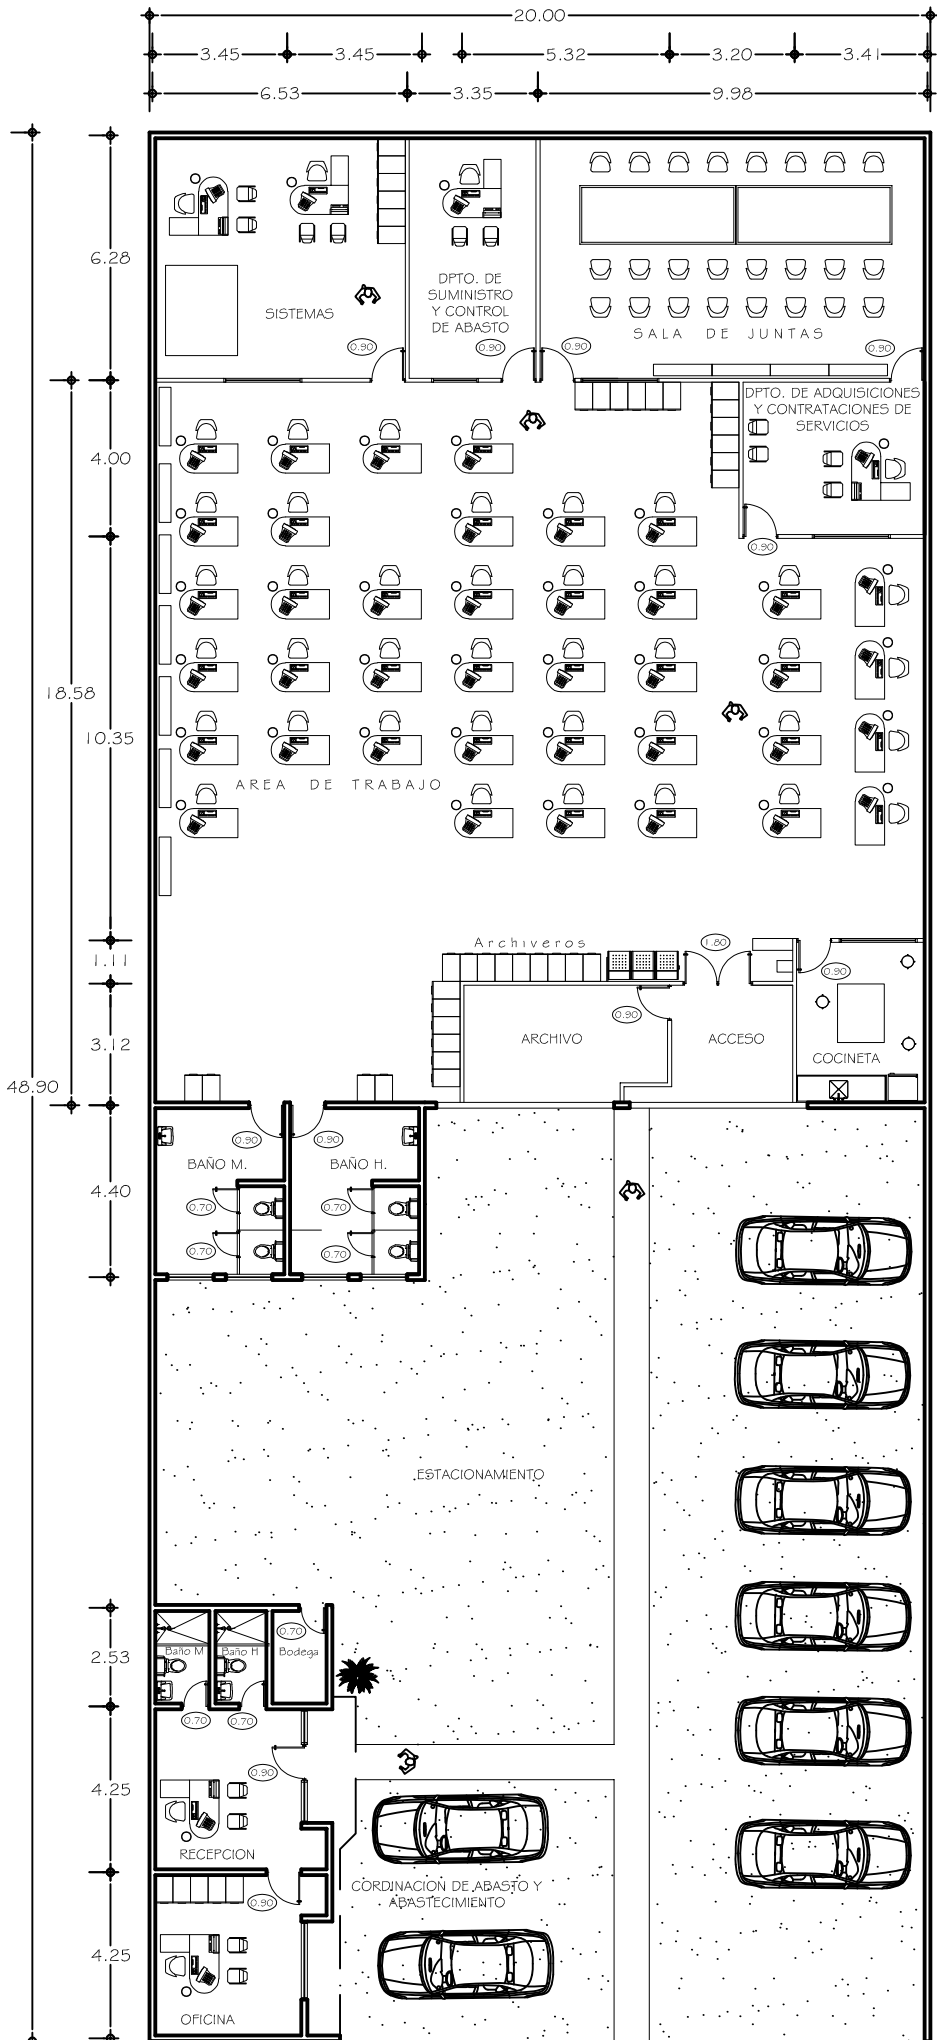 20.00
3.45 3.45 5.32 3.20 3.41
6.53 3.35 9.98
6.28
DPTO. DE
SUMINISTRO
Y CONTROL
DE ABASTO
SISTEMAS
SALA DE JUNTAS
0.90 0.90 0.90 0.90
DPTO. DE ADQUISICIONES
Y CONTRATACIONES DE
SERVICIOS
4.00
0.90
18.58
10.35
AREA DE TRABAJO
Archiveros
1.80
1.11
0.90
0.90
ARCHIVO
ACCESO
3.12
COCINETA
48.90
0.90 0.90
BAÑO M. BAÑO H.
4.40
0.70 0.70
0.70 0.70
ESTACIONAMIENTO
0.70
2.53
Baño M Baño H Bodega
0.70 0.70
0.90
4.25
RECEPCION
CORDINACION DE ABASTO Y
ABASTECIMIENTO
0.90
4.25
OFICINA